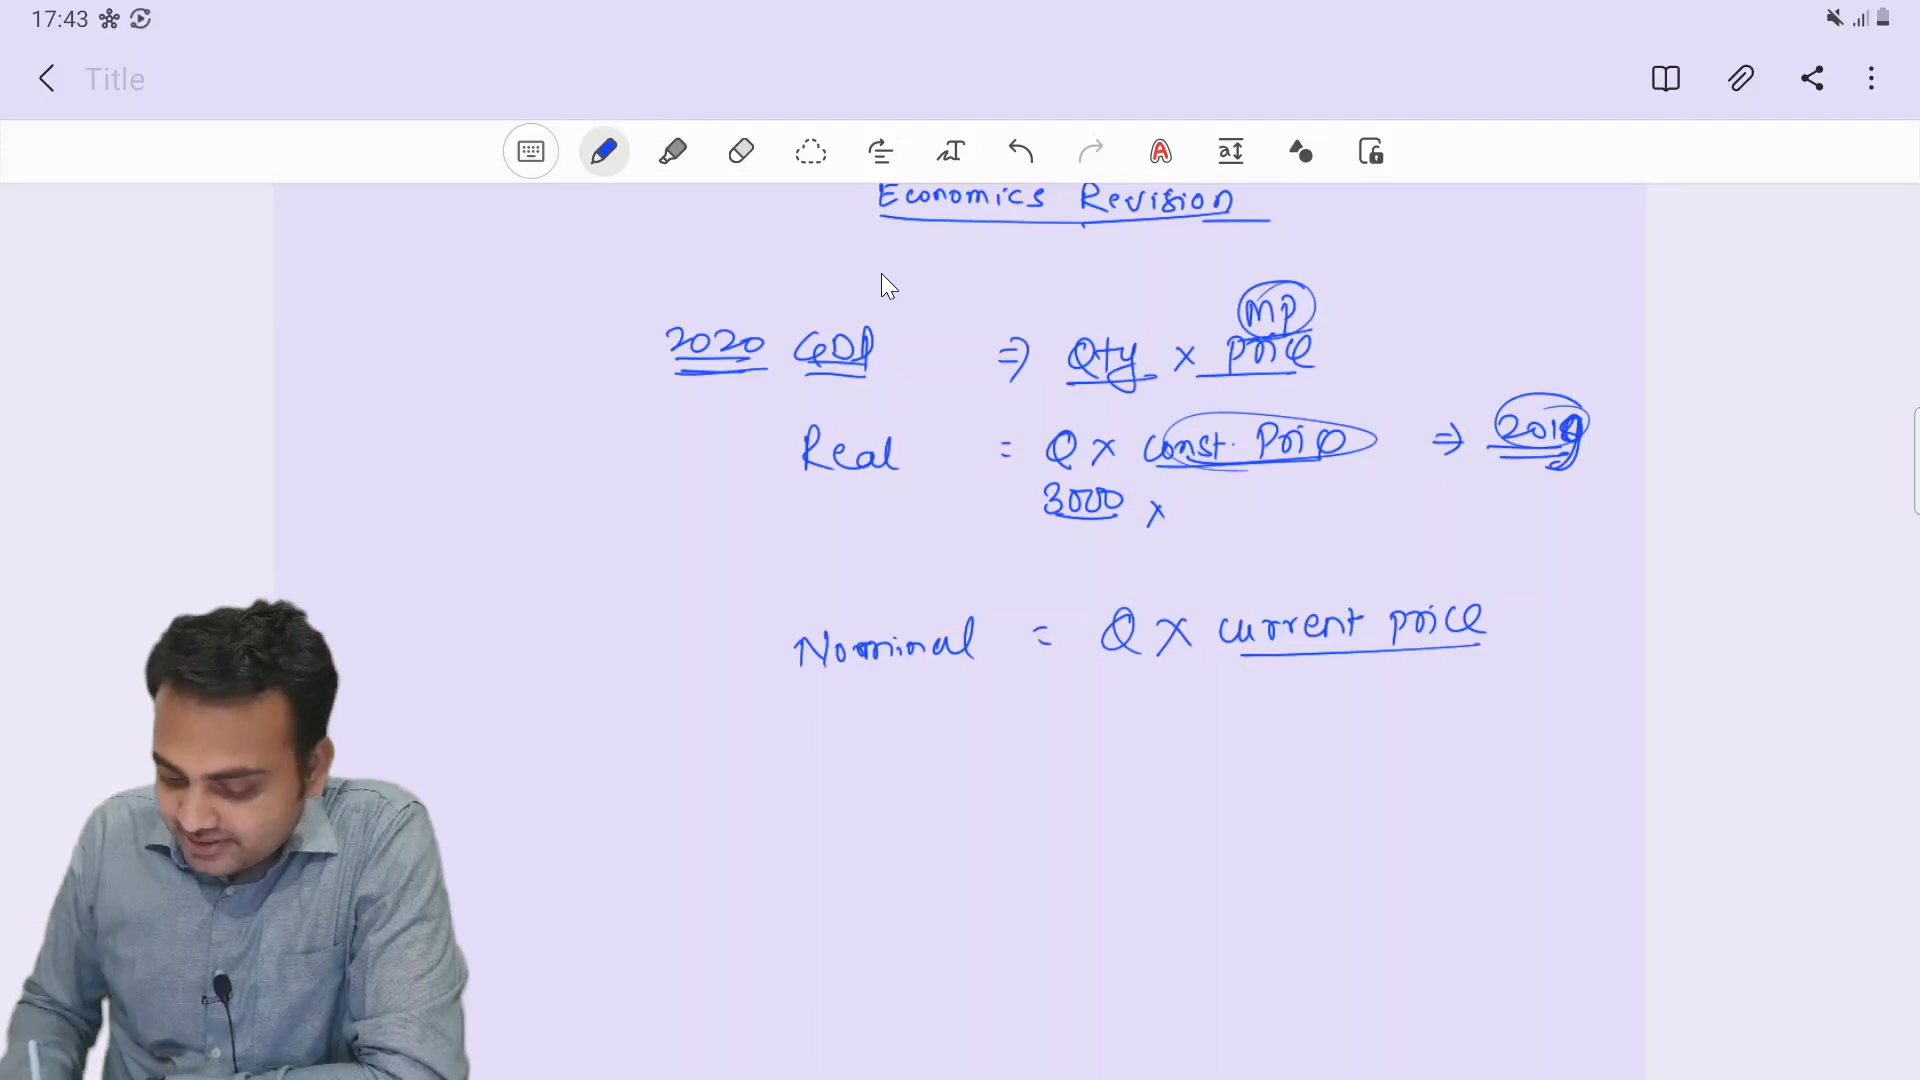 17:43
Title
Economics Revision
MP
2020 GDP ⇒ Qty × price
Real = Q × const. Price ⇒ 2019
3000 ×
Nominal = Q × current price